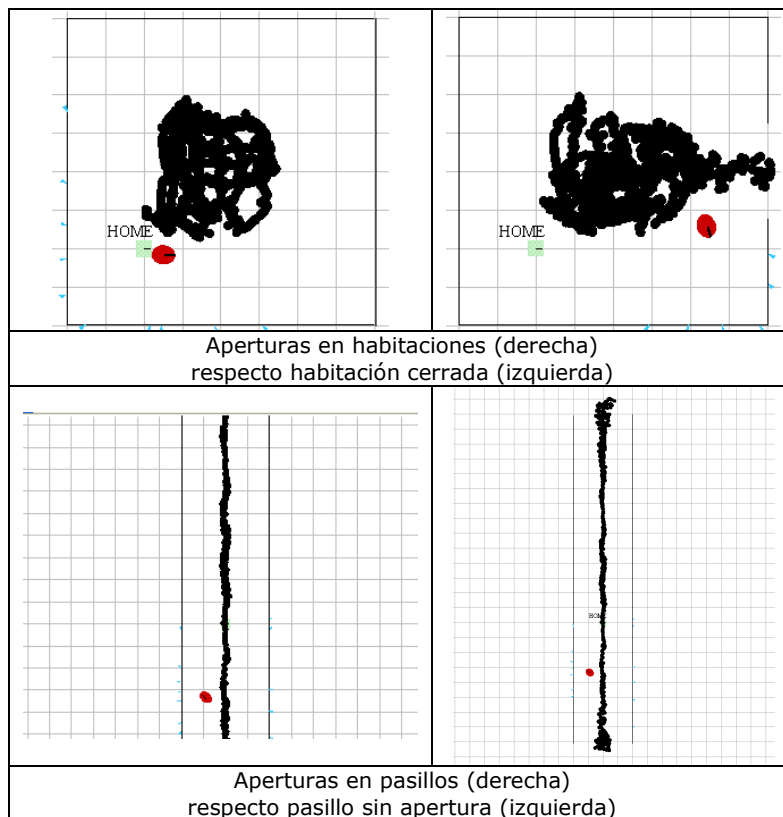 HOME
HOME
Aperturas en habitaciones (derecha)
respecto habitación cerrada (izquierda)
HOME
Aperturas en pasillos (derecha)
respecto pasillo sin apertura (izquierda)